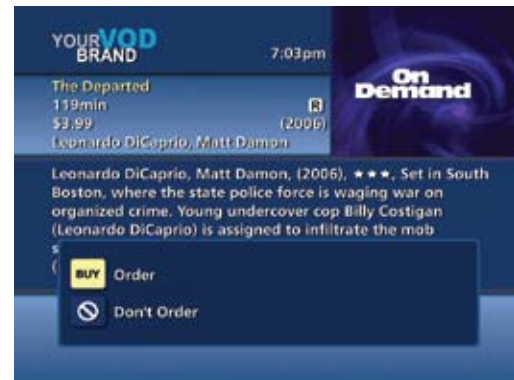 YOUR VOD
BRAND
7:03pm
On
Demand
The Departed
119min
R
$3.99
(2006)
Leonardo DiCaprio, Matt Damon
Leonardo DiCaprio, Matt Damon, (2006), ★★★, Set in South
Boston, where the state police force is waging war on
organized crime. Young undercover cop Billy Costigan
(Leonardo DiCaprio) is assigned to infiltrate the mob
s
(
BUY Order
Don't Order